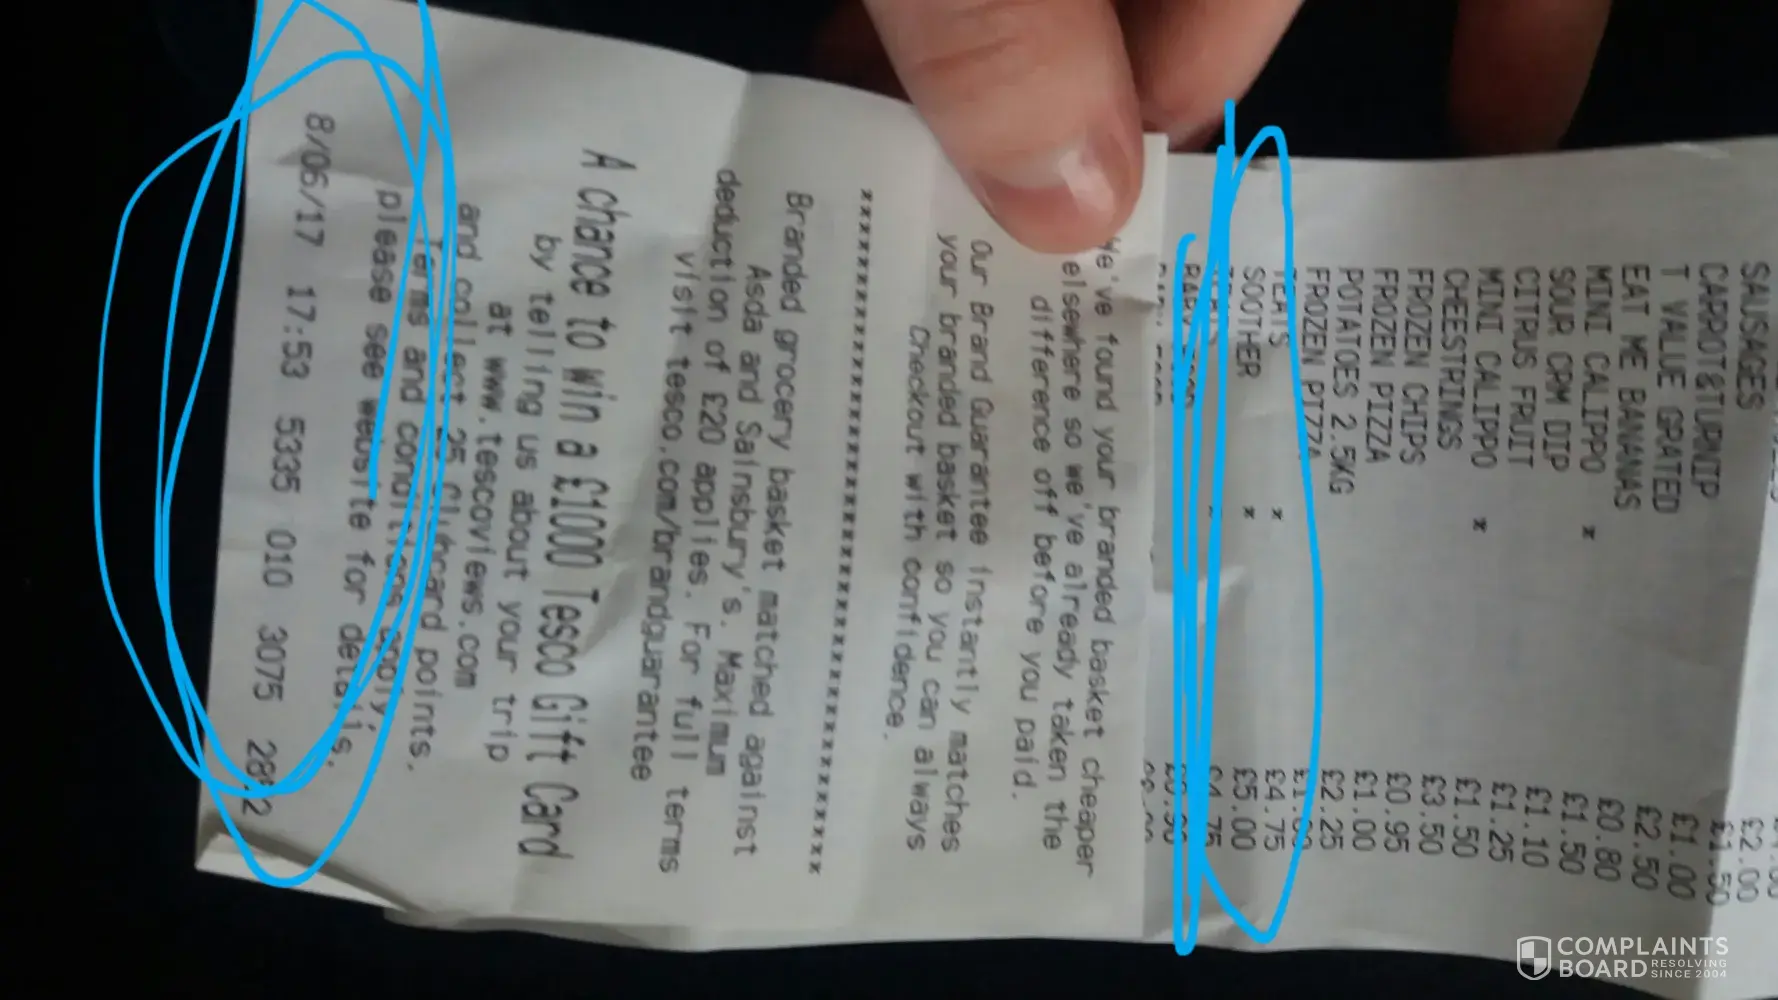 £2.00
SAUSAGES £1.50
CARROT&TURNIP £1.00
T VALUE GRATED £2.50
EAT ME BANANAS £0.80
MINI CALIPPO * £1.50
SOUR CRM DIP £1.10
CITRUS FRUIT £1.25
MINI CALIPPO * £1.50
CHEESTRINGS £3.50
FROZEN CHIPS £0.95
FROZEN PIZZA £1.00
POTATOES 2.5KG £2.25
FROZEN PIZZA
TEATS * £4.75
SOOTHER * £5.00
We've found your branded basket cheaper
elsewhere so we've already taken the
difference off before you paid.
Our Brand Guarantee instantly matches
your branded basket so you can always
Checkout with confidence.
************************************
Branded grocery basket matched against
Asda and Sainsbury's. Maximum
deduction of £20 applies. For full terms
visit tesco.com/brandguarantee
A chance to win a £1000 Tesco Gift Card
by telling us about your trip
at www.tescoviews.com
and collect 25 Clubcard points.
Terms and conditions apply,
please see website for details.
8/06/17 17:53 5335 010 3075 2822
COMPLAINTS
BOARD RESOLVING SINCE 2004